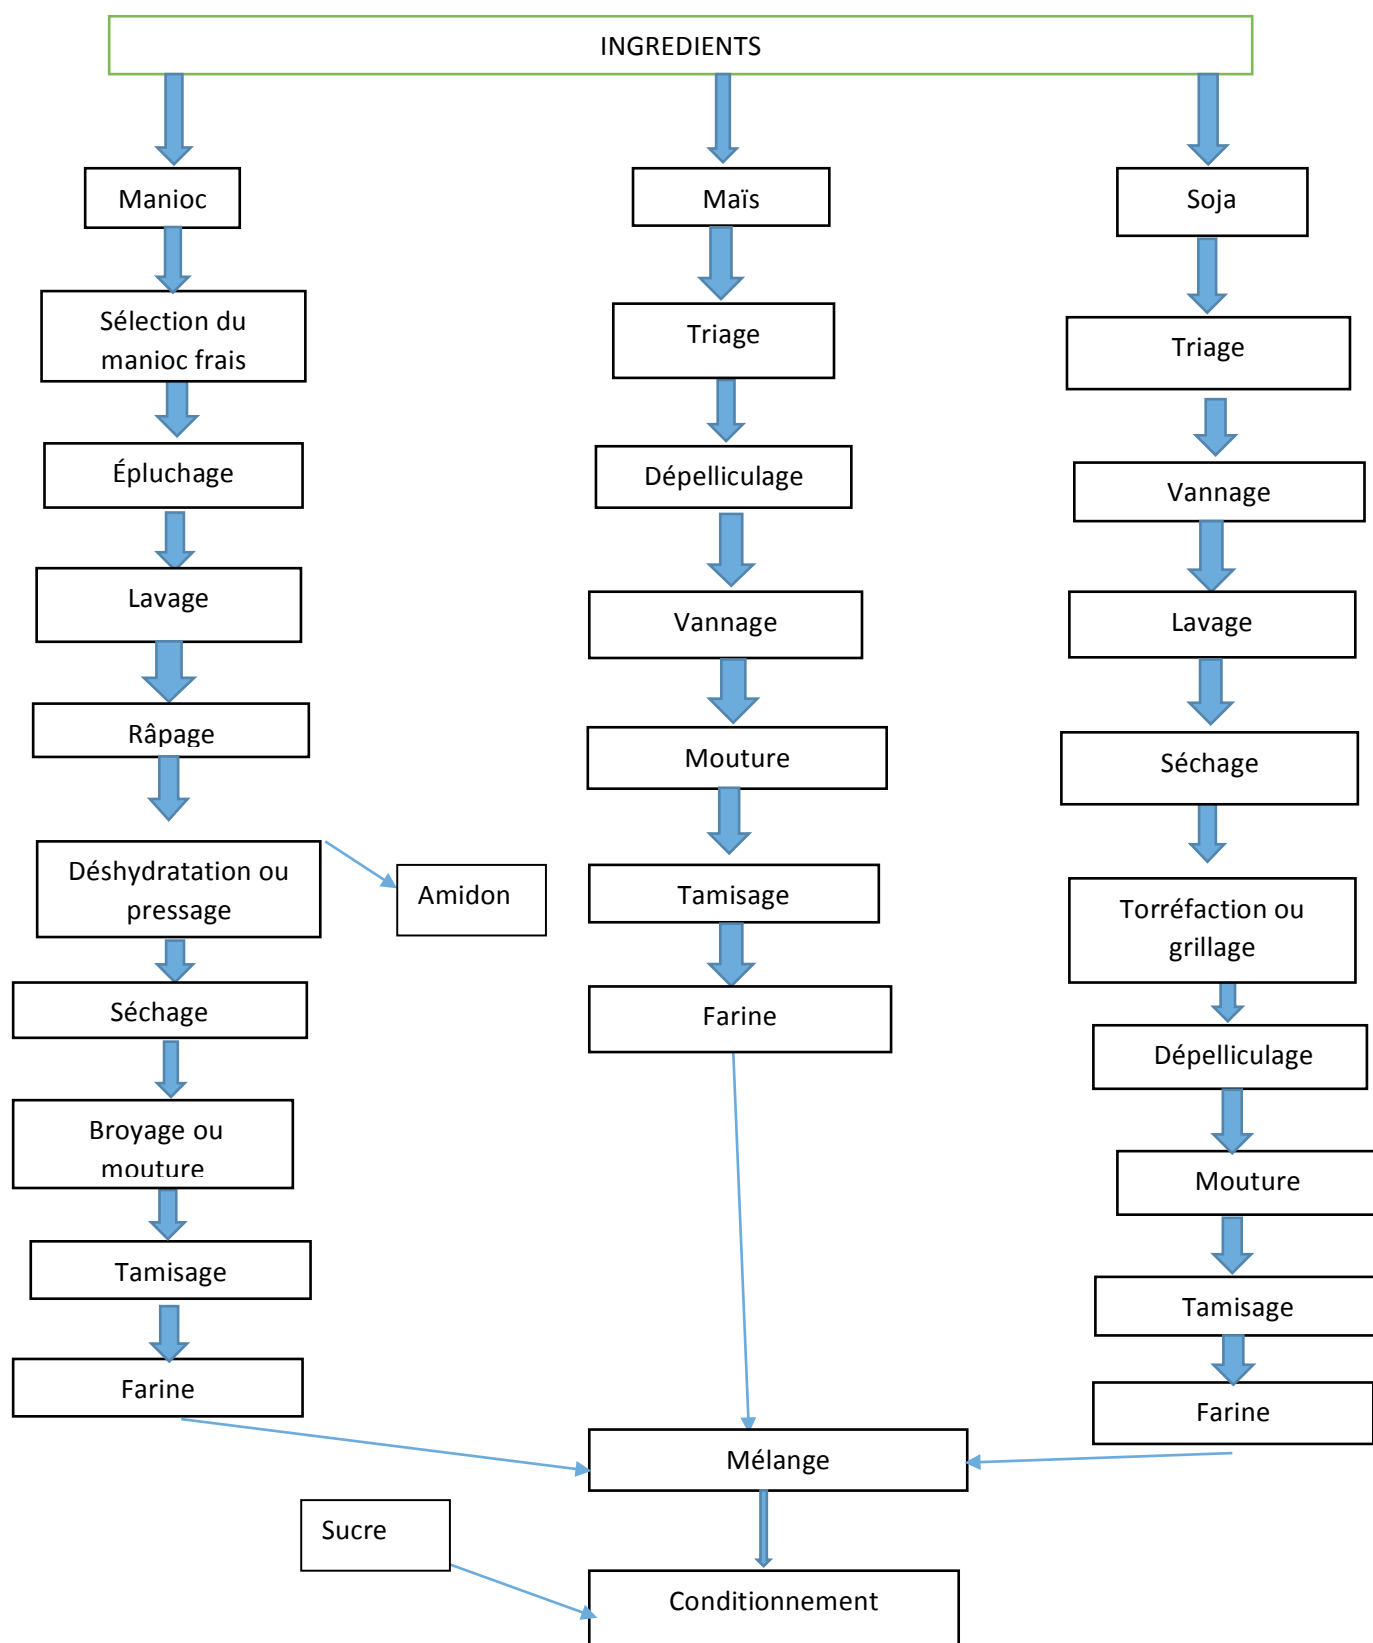 INGREDIENTS
Manioc
Maïs
Soja
Sélection du
manioc frais
Triage
Triage
Épluchage
Dépelliculage
Vannage
Lavage
Vannage
Lavage
Râpage
Mouture
Séchage
Déshydratation ou
pressage
Amidon
Tamisage
Torréfaction ou
grillage
Séchage
Farine
Dépelliculage
Broyage ou
mouture
Mouture
Tamisage
Tamisage
Farine
Farine
Mélange
Sucre
Conditionnement